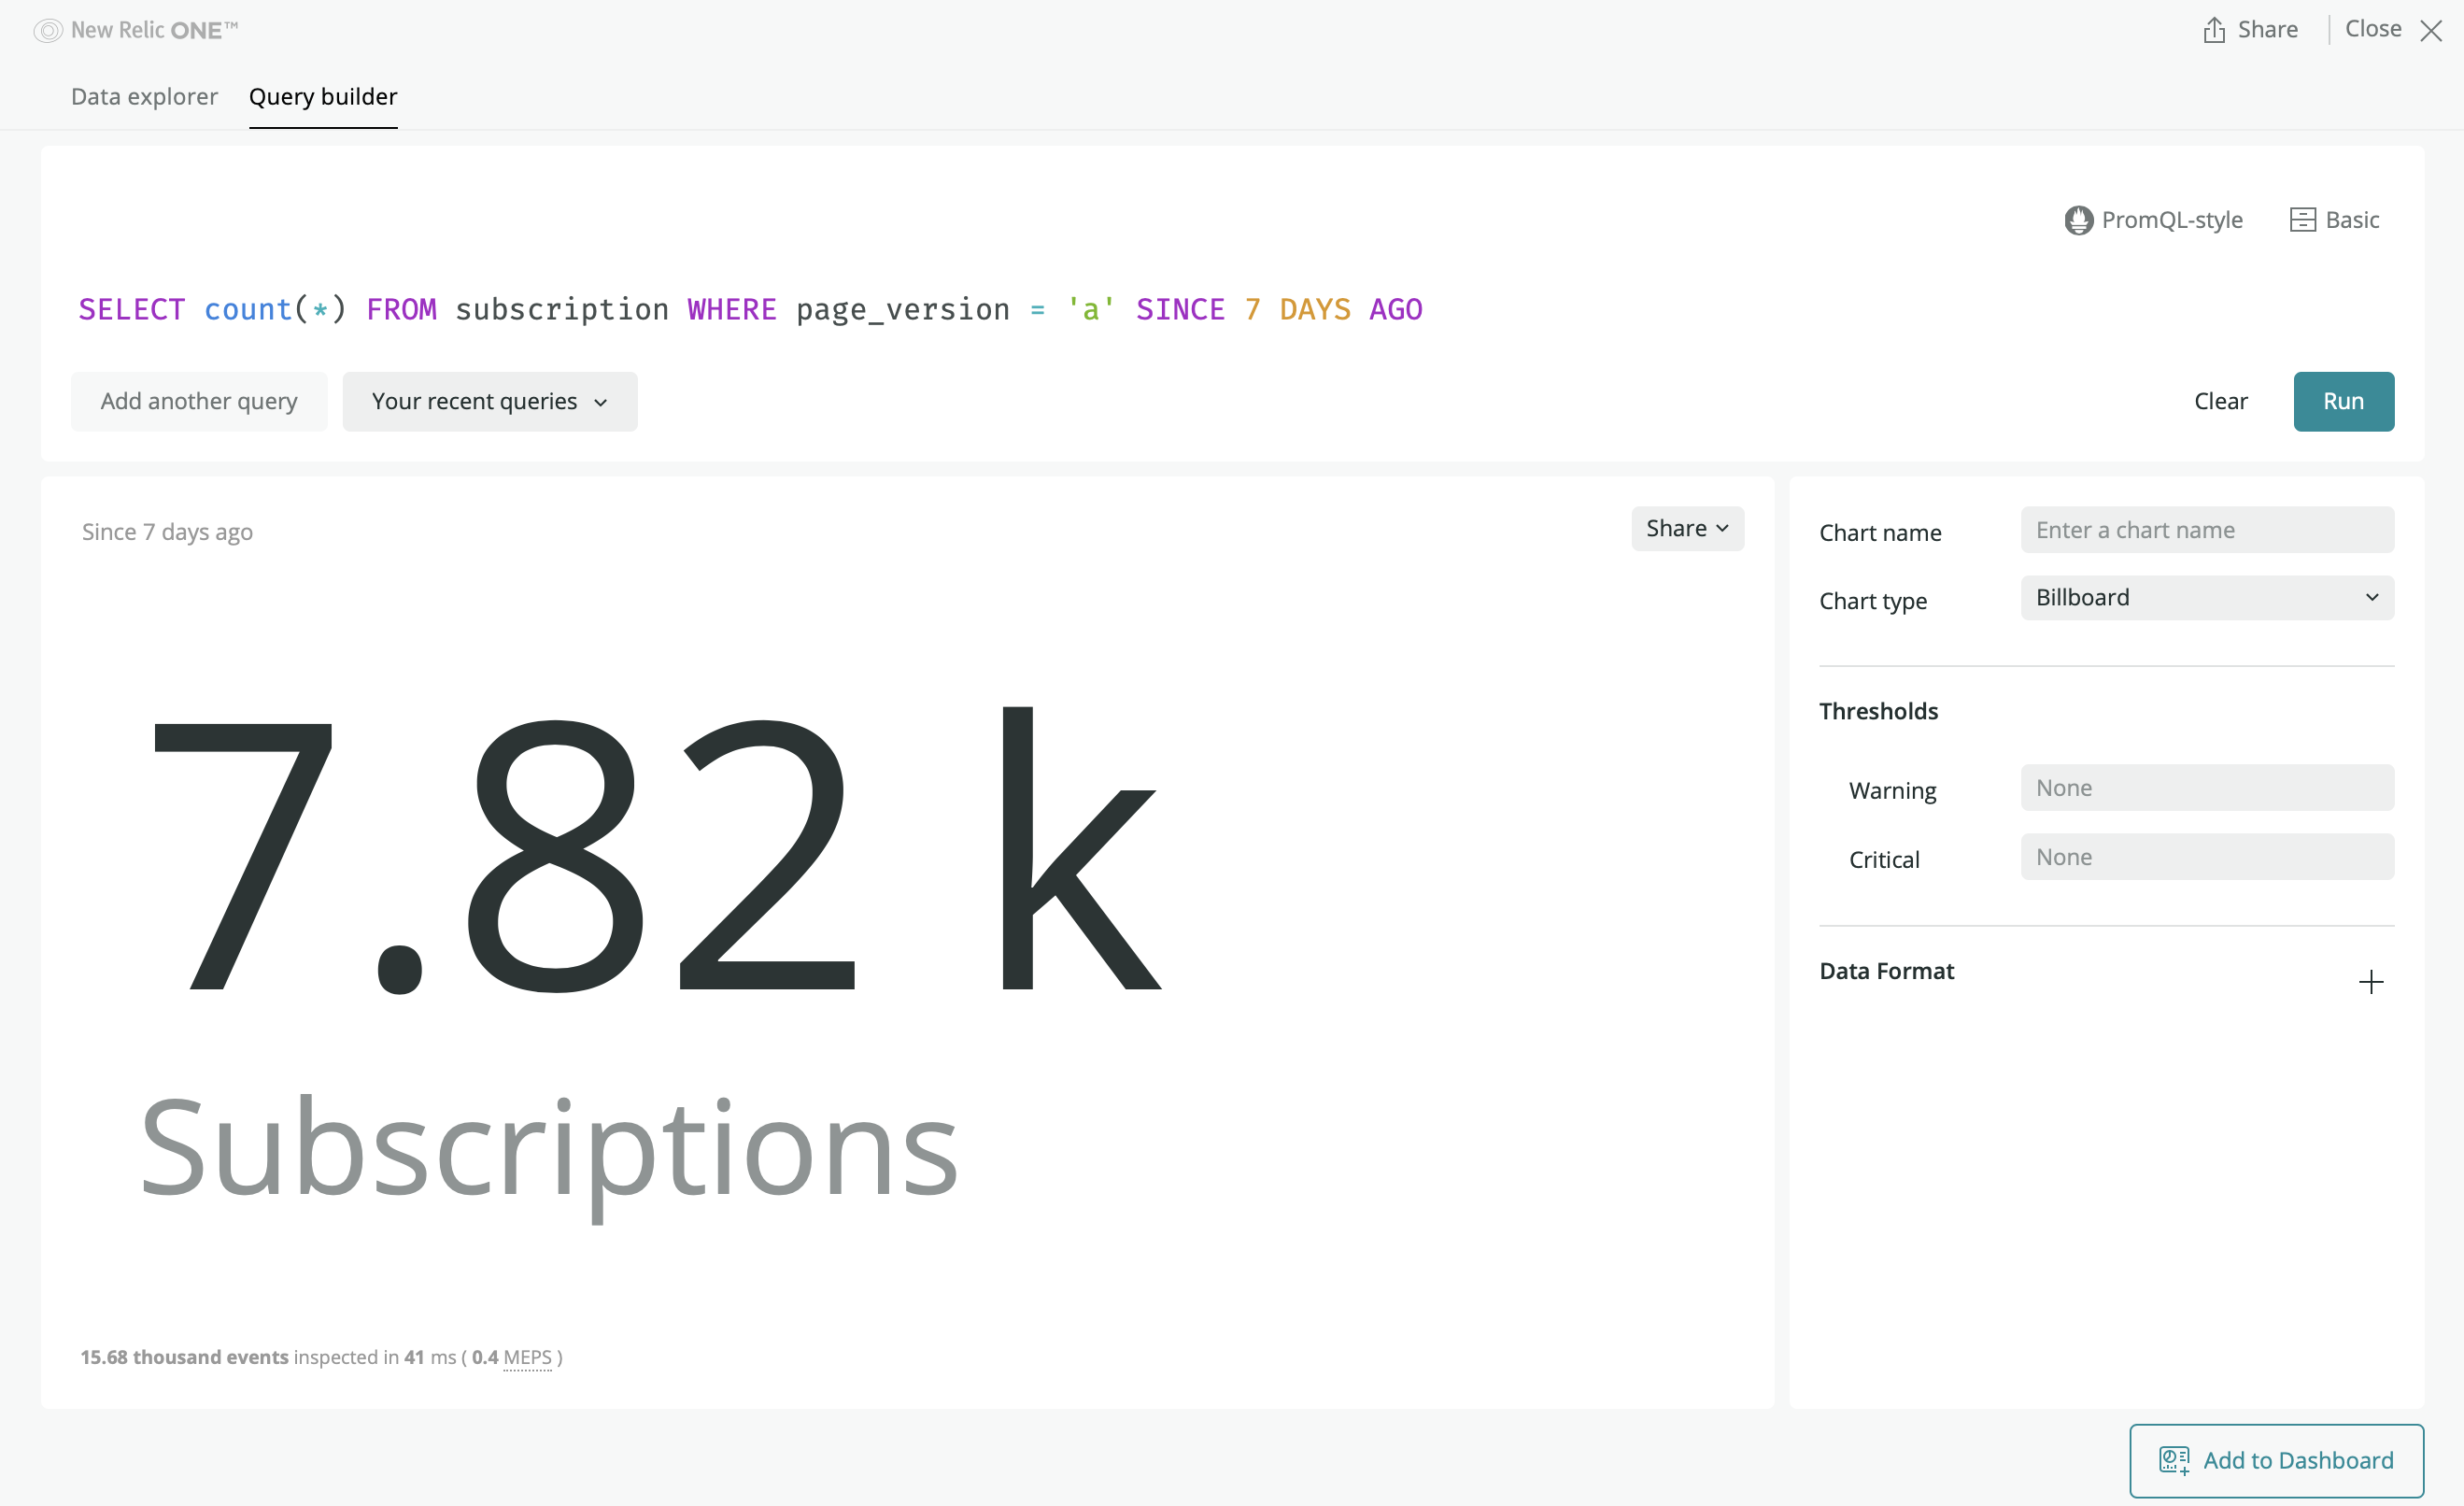 New Relic ONE™
Share
Close
Data explorer
Query builder
PromQL-style
Basic
SELECT count(*) FROM subscription WHERE page_version = 'a' SINCE 7 DAYS AGO
Add another query
Your recent queries
Clear
Run
Since 7 days ago
Share
7.82 k
Subscriptions
15.68 thousand events inspected in 41 ms ( 0.4 MEPS )
Chart name
Enter a chart name
Chart type
Billboard
Thresholds
Warning
None
Critical
None
Data Format
Add to Dashboard